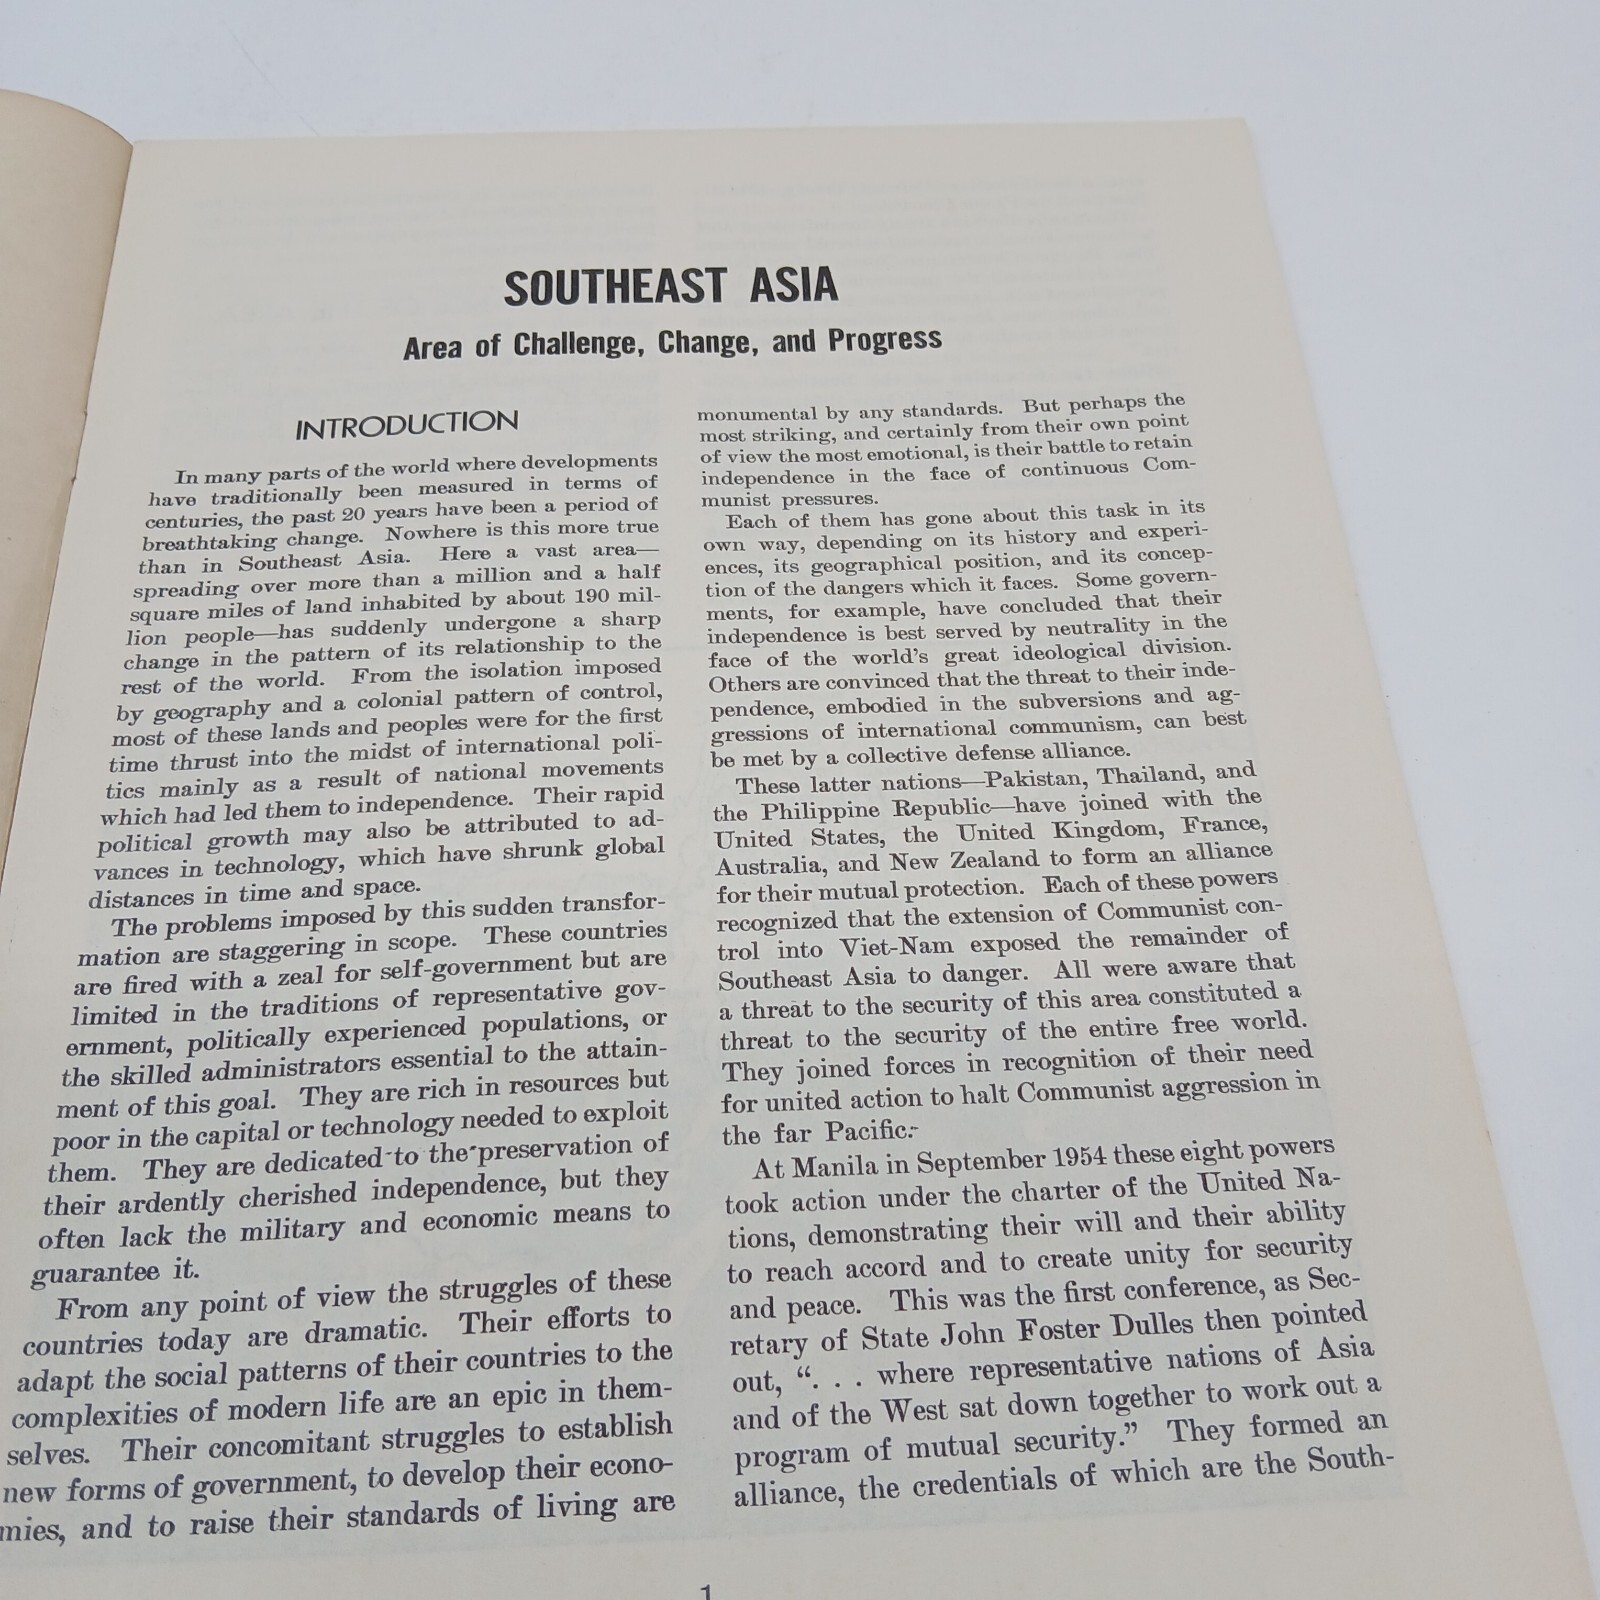 SOUTHEAST ASIA
Area of Challenge, Change, and Progress
INTRODUCTION
In many parts of the world where developments
have traditionally been measured in terms of
centuries, the past 20 years have been a period of
breathtaking change. Nowhere is this more true
than in Southeast Asia. Here a vast area—
spreading over more than a million and a half
square miles of land inhabited by about 190 mil-
lion people—has suddenly undergone a sharp
change in the pattern of its relationship to the
rest of the world. From the isolation imposed
by geography and a colonial pattern of control,
most of these lands and peoples were for the first
time thrust into the midst of international poli-
tics mainly as a result of national movements
which had led them to independence. Their rapid
political growth may also be attributed to ad-
vances in technology, which have shrunk global
distances in time and space.
The problems imposed by this sudden transfor-
mation are staggering in scope. These countries
are fired with a zeal for self-government but are
limited in the traditions of representative gov-
ernment, politically experienced populations, or
the skilled administrators essential to the attain-
ment of this goal. They are rich in resources but
poor in the capital or technology needed to exploit
them. They are dedicated to the preservation of
their ardently cherished independence, but they
often lack the military and economic means to
guarantee it.
From any point of view the struggles of these
countries today are dramatic. Their efforts to
adapt the social patterns of their countries to the
complexities of modern life are an epic in them-
selves. Their concomitant struggles to establish
new forms of government, to develop their econo-
mies, and to raise their standards of living are
monumental by any standards. But perhaps the
most striking, and certainly from their own point
of view the most emotional, is their battle to retain
independence in the face of continuous Com-
munist pressures.
Each of them has gone about this task in its
own way, depending on its history and experi-
ences, its geographical position, and its concep-
tion of the dangers which it faces. Some govern-
ments, for example, have concluded that their
independence is best served by neutrality in the
face of the world's great ideological division.
Others are convinced that the threat to their inde-
pendence, embodied in the subversions and ag-
gressions of international communism, can best
be met by a collective defense alliance.
These latter nations—Pakistan, Thailand, and
the Philippine Republic—have joined with the
United States, the United Kingdom, France,
Australia, and New Zealand to form an alliance
for their mutual protection. Each of these powers
recognized that the extension of Communist con-
trol into Viet-Nam exposed the remainder of
Southeast Asia to danger. All were aware that
a threat to the security of this area constituted a
threat to the security of the entire free world.
They joined forces in recognition of their need
for united action to halt Communist aggression in
the far Pacific.
At Manila in September 1954 these eight powers
took action under the charter of the United Na-
tions, demonstrating their will and their ability
to reach accord and to create unity for security
and peace. This was the first conference, as Sec-
retary of State John Foster Dulles then pointed
out, ". . . where representative nations of Asia
and of the West sat down together to work out a
program of mutual security." They formed an
alliance, the credentials of which are the South-
1